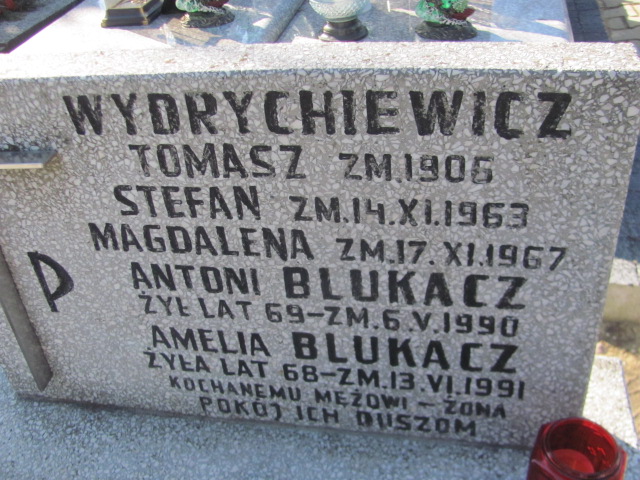 WYDRYCHIEWICZ
TOMASZ ZM.1906
STEFAN ZM.14.XI.1963
MAGDALENA ZM.17.XI.1967
P
ANTONI BLUKACZ
ŻYŁ LAT 69-ZM.6.V.1990
AMELIA BLUKACZ
ŻYŁA LAT 68-ZM.13.VI.1991
KOCHANEMU MĘŻOWI - ŻONA
POKÓJ ICH DUSZOM